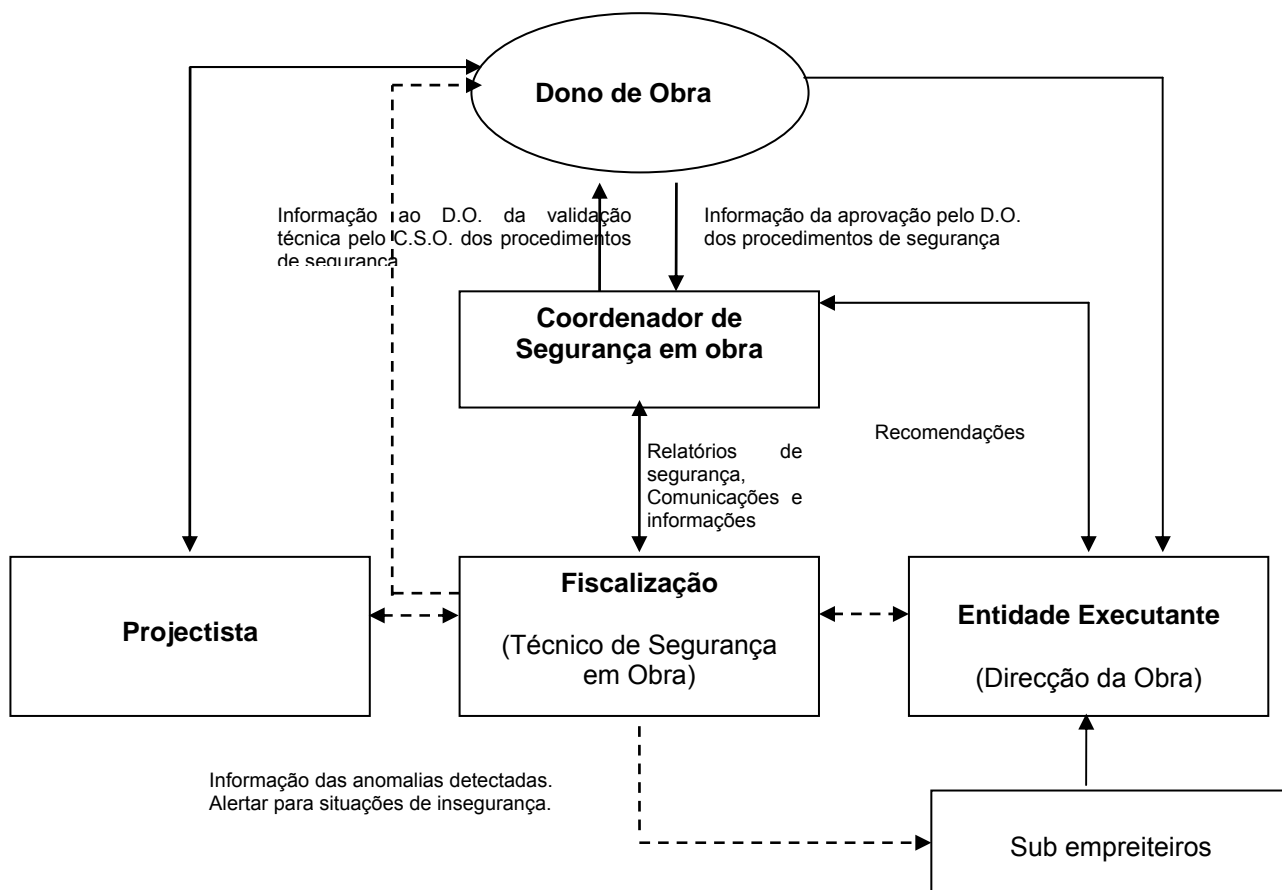 Dono de Obra
Informação ao D.O. da validação
técnica pelo C.S.O. dos procedimentos
de segurança
Informação da aprovação pelo D.O.
dos procedimentos de segurança
Coordenador de
Segurança em obra
Recomendações
Relatórios de
segurança,
Comunicações e
informações
Projectista
Fiscalização
(Técnico de Segurança
em Obra)
Entidade Executante
(Direcção da Obra)
Informação das anomalias detectadas.
Alertar para situações de insegurança.
Sub empreiteiros